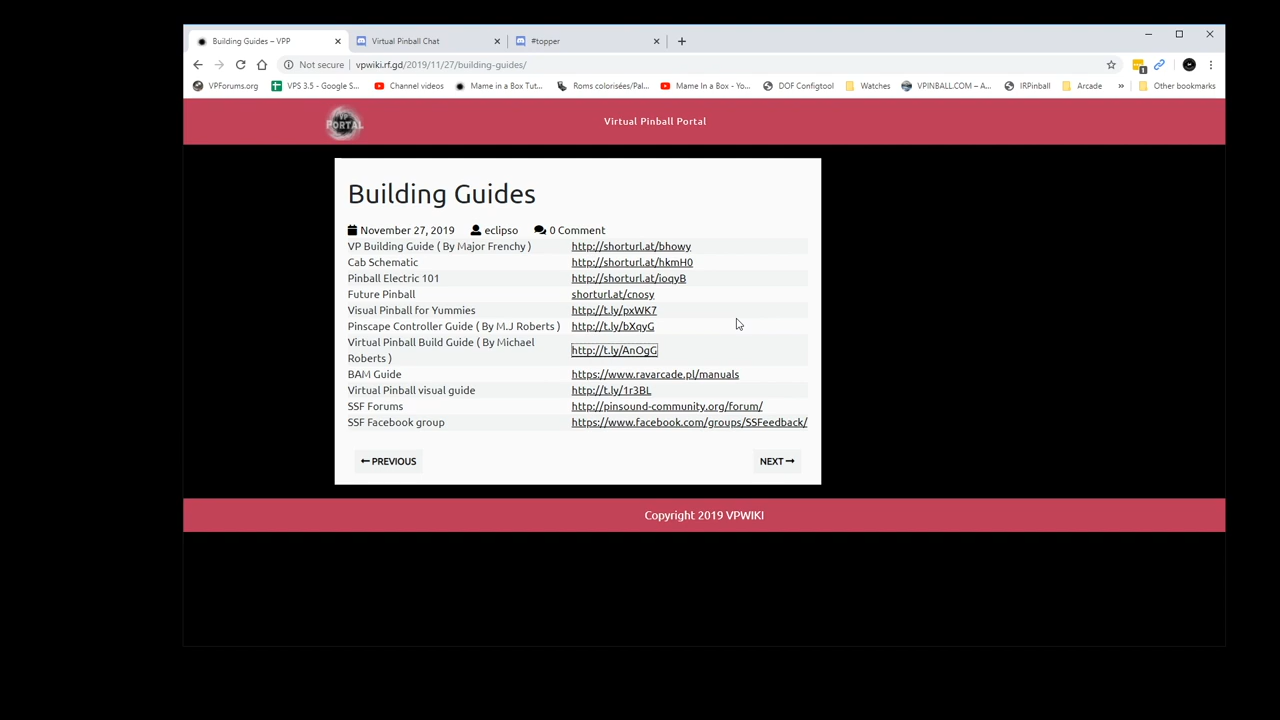 Building Guides – VPP
Virtual Pinball Chat
#topper
Not secure | vpwiki.rf.gd/2019/11/27/building-guides/
VPForums.org
VPS 3.5 - Google S...
Channel videos
Mame in a Box Tut...
Roms colorisées/Pal...
Mame In a Box - Yo...
DOF Configtool
Watches
VPINBALL.COM – A...
IRPinball
Arcade
»
Other bookmarks
VP
PORTAL
Virtual Pinball Portal
Building Guides
November 27, 2019 eclipso 0 Comment
VP Building Guide ( By Major Frenchy ) http://shorturl.at/bhowy
Cab Schematic http://shorturl.at/hkmH0
Pinball Electric 101 http://shorturl.at/ioqyB
Future Pinball shorturl.at/cnosy
Visual Pinball for Yummies http://t.ly/pxWK7
Pinscape Controller Guide ( By M.J Roberts ) http://t.ly/bXqyG
Virtual Pinball Build Guide ( By Michael
Roberts ) http://t.ly/AnOgG
BAM Guide https://www.ravarcade.pl/manuals
Virtual Pinball visual guide http://t.ly/1r3BL
SSF Forums http://pinsound-community.org/forum/
SSF Facebook group https://www.facebook.com/groups/SSFeedback/
PREVIOUS
NEXT
Copyright 2019 VPWIKI